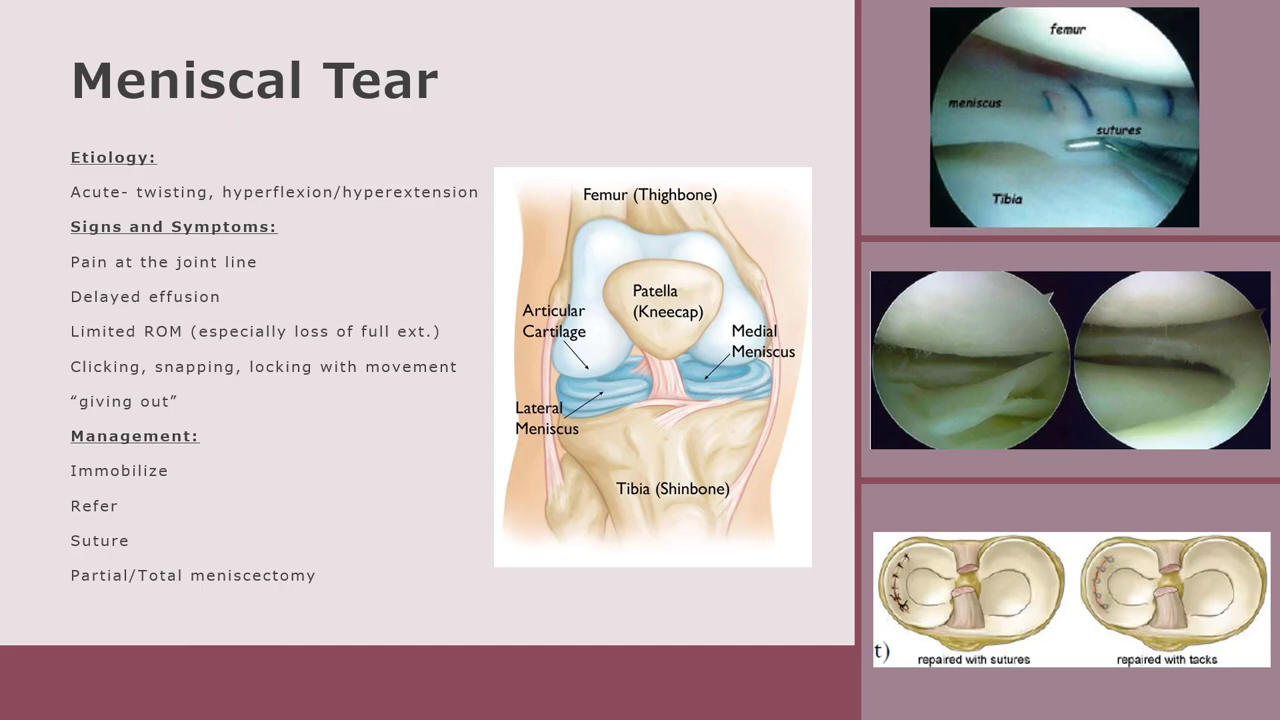 Meniscal Tear
Etiology:
Acute- twisting, hyperflexion/hyperextension
Signs and Symptoms:
Pain at the joint line
Delayed effusion
Limited ROM (especially loss of full ext.)
Clicking, snapping, locking with movement
“giving out”
Management:
Immobilize
Refer
Suture
Partial/Total meniscectomy
Femur (Thighbone)
Patella
(Kneecap)
Articular
Cartilage
Medial
Meniscus
Lateral
Meniscus
Tibia (Shinbone)
femur
meniscus
sutures
Tibia
t)
repaired with sutures
repaired with tacks